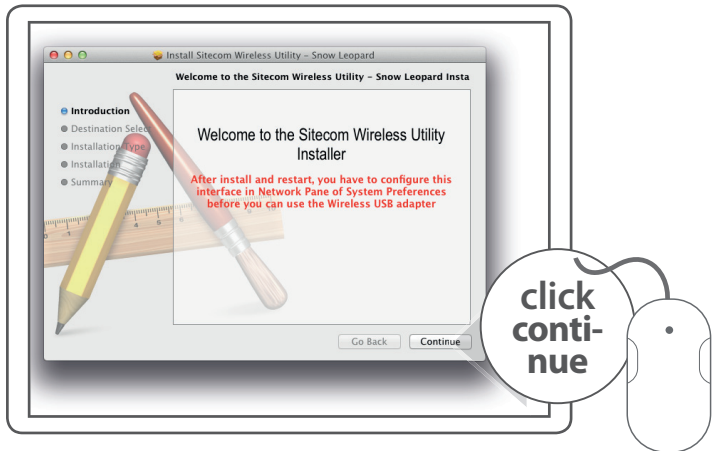 Install Sitecom Wireless Utility – Snow Leopard
Welcome to the Sitecom Wireless Utility – Snow Leopard Insta
Introduction
Destination Select
Installation Type
Installation
Summary
Welcome to the Sitecom Wireless Utility
Installer
After install and restart, you have to configure this
interface in Network Pane of System Preferences
before you can use the Wireless USB adapter
Go Back
Continue
click
conti-
nue